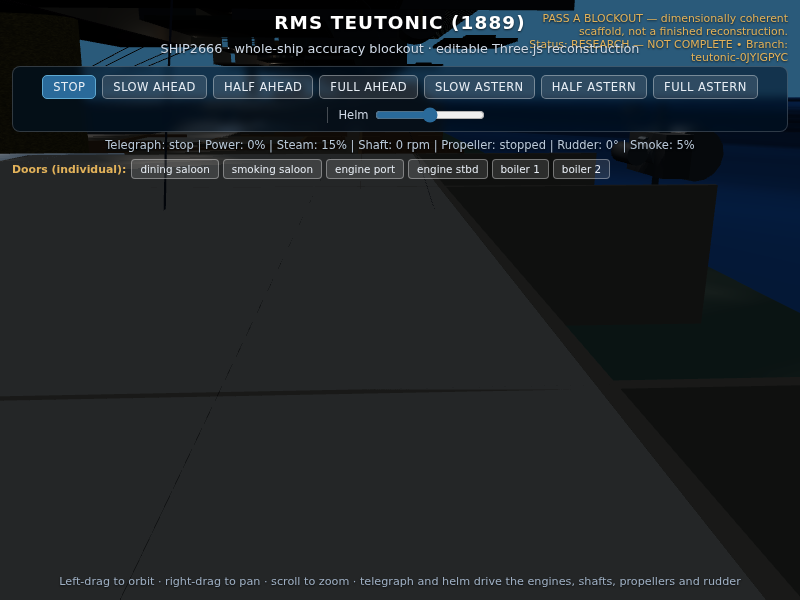 RMS TEUTONIC (1889)
PASS A BLOCKOUT — dimensionally coherent
scaffold, not a finished reconstruction.
Status: RESEARCH — NOT COMPLETE • Branch:
teutonic-0JYIGPYC
SHIP2666 · whole-ship accuracy blockout · editable Three.js reconstruction
STOP SLOW AHEAD HALF AHEAD FULL AHEAD SLOW ASTERN HALF ASTERN FULL ASTERN
Helm
Telegraph: stop | Power: 0% | Steam: 15% | Shaft: 0 rpm | Propeller: stopped | Rudder: 0° | Smoke: 5%
Doors (individual): dining saloon smoking saloon engine port engine stbd boiler 1 boiler 2
Left-drag to orbit · right-drag to pan · scroll to zoom · telegraph and helm drive the engines, shafts, propellers and rudder